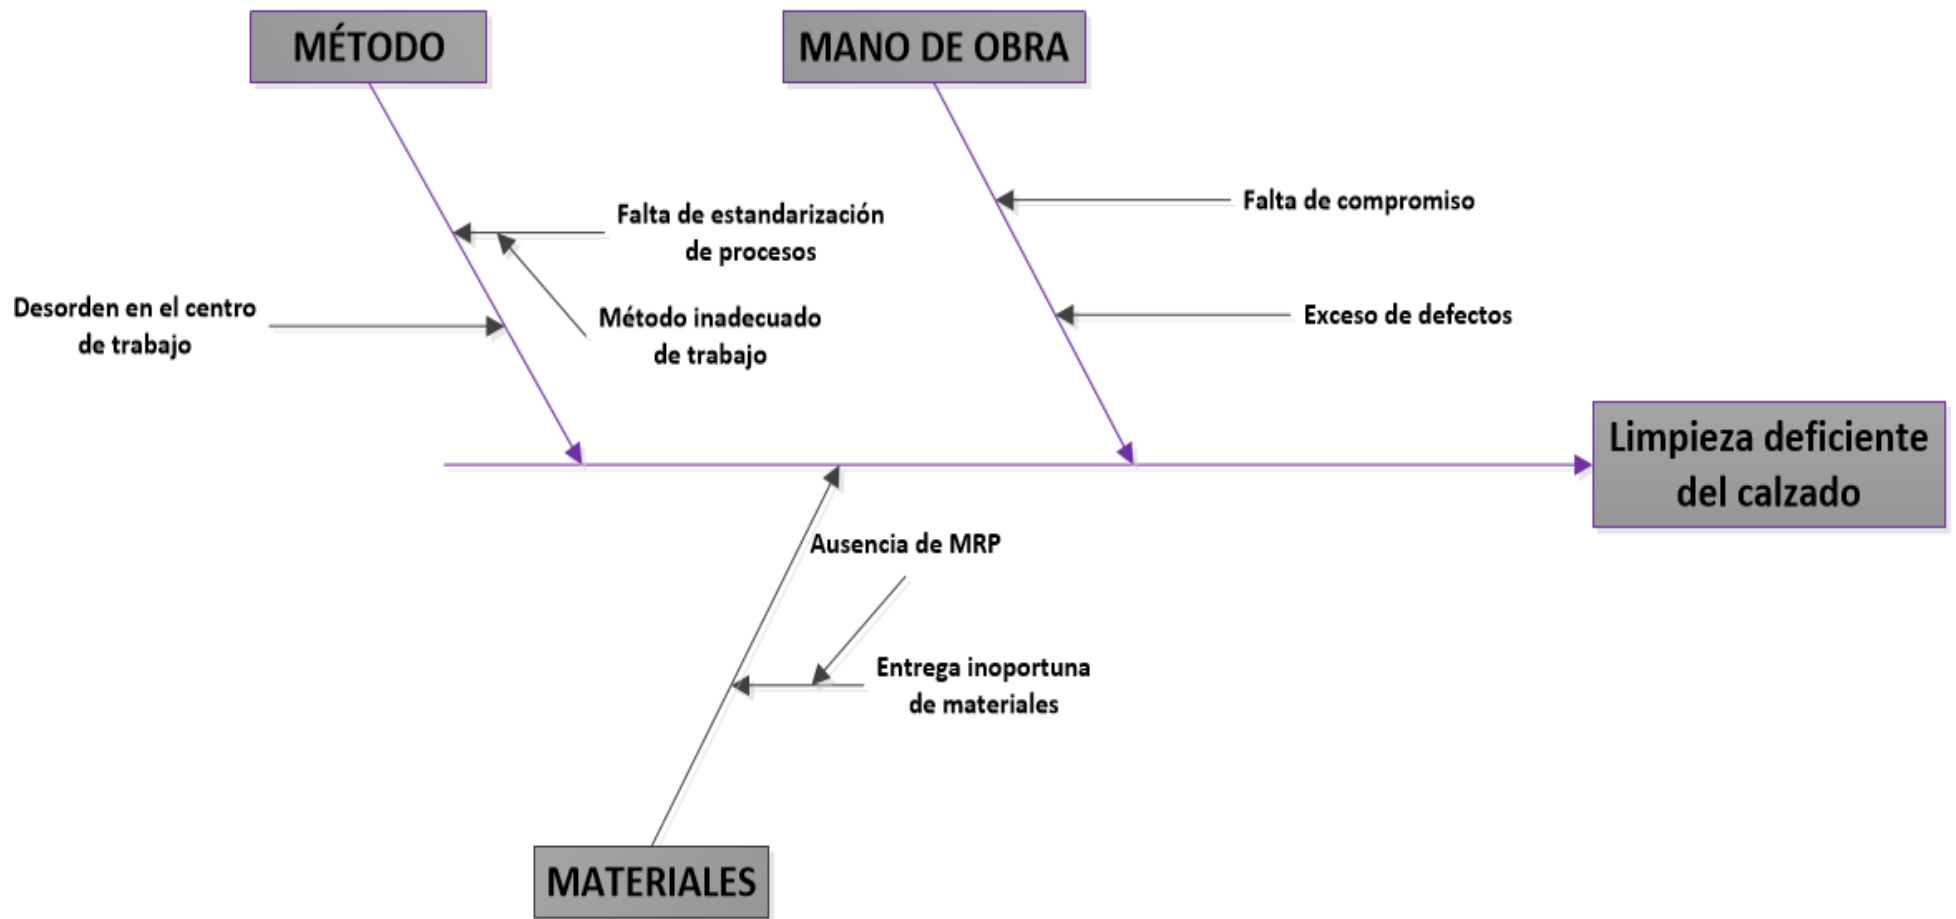 MÉTODO
MANO DE OBRA
Falta de compromiso
Falta de estandarización
de procesos
Desorden en el centro
de trabajo
Método inadecuado
de trabajo
Exceso de defectos
Limpieza deficiente
del calzado
Ausencia de MRP
Entrega inoportuna
de materiales
MATERIALES